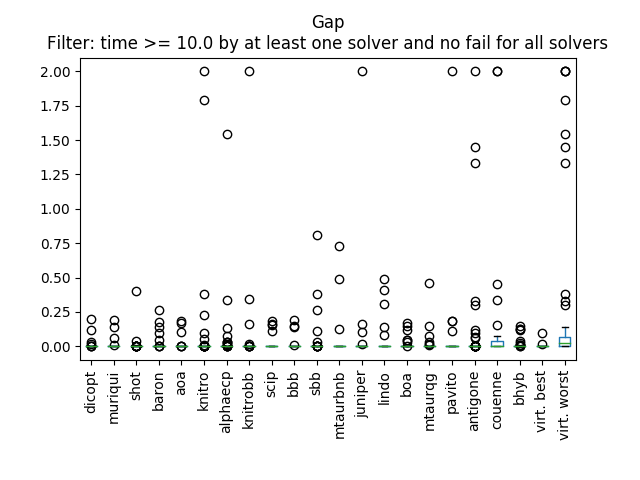 Gap
Filter: time >= 10.0 by at least one solver and no fail for all solvers
2.00
1.75
1.50
1.25
1.00
0.75
0.50
0.25
0.00
dicopt
muriqui
shot
baron
aoa
knitro
alphaecp
knitrobb
scip
bbb
sbb
mtaurbnb
juniper
lindo
boa
mtaurqg
pavito
antigone
couenne
bhyb
virt. best
virt. worst